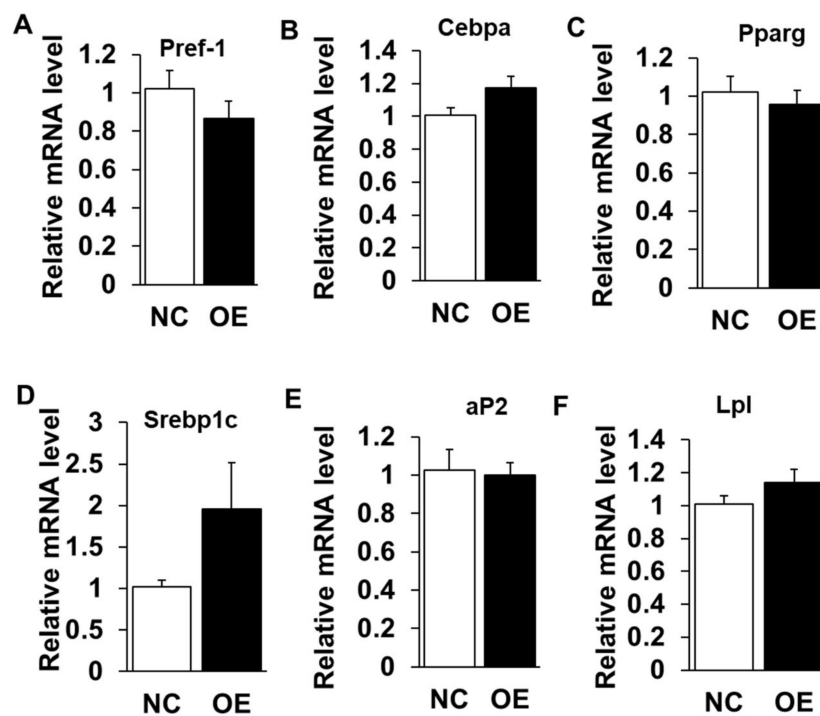 A
Pref-1
Relative mRNA level
1.2
1
0.8
0.6
0.4
0.2
0
NC OE
B
Cebpa
Relative mRNA level
1.4
1.2
1
0.8
0.6
0.4
0.2
0
NC OE
C
Pparg
Relative mRNA level
1.2
1
0.8
0.6
0.4
0.2
0
NC OE
D
Srebp1c
Relative mRNA level
3
2.5
2
1.5
1
0.5
0
NC OE
E
aP2
Relative mRNA level
1.2
1
0.8
0.6
0.4
0.2
0
NC OE
F
Lpl
Relative mRNA level
1.4
1.2
1
0.8
0.6
0.4
0.2
0
NC OE